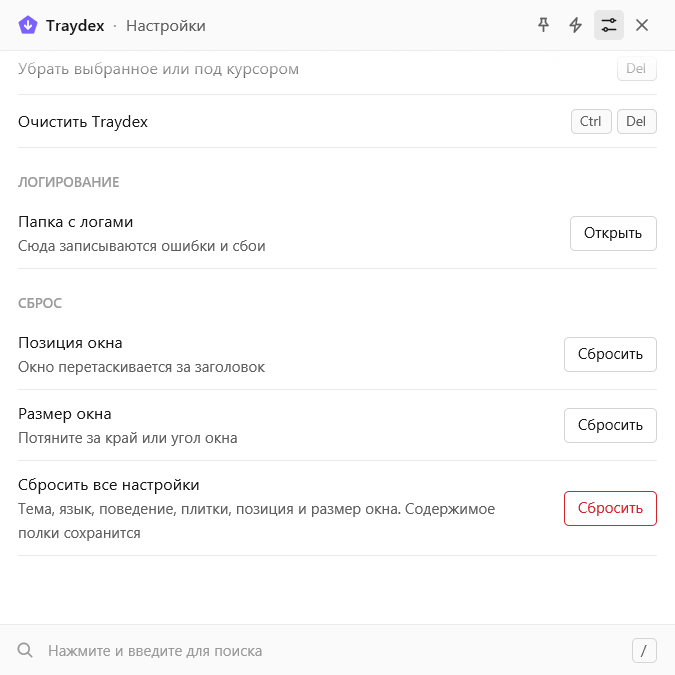 Traydex · Настройки
Убрать выбранное или под курсором Del
Очистить Traydex Ctrl Del
ЛОГИРОВАНИЕ
Папка с логами
Сюда записываются ошибки и сбои
Открыть
СБРОС
Позиция окна
Окно перетаскивается за заголовок
Сбросить
Размер окна
Потяните за край или угол окна
Сбросить
Сбросить все настройки
Тема, язык, поведение, плитки, позиция и размер окна. Содержимое
полки сохранится
Сбросить
Нажмите и введите для поиска /